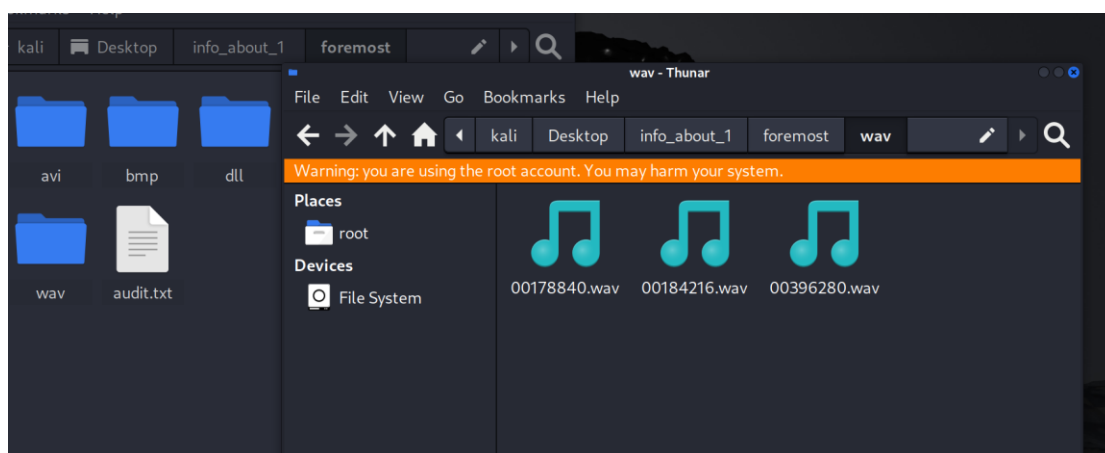 Help
kali Desktop info_about_1 foremost
avi bmp dll
wav audit.txt
wav - Thunar
File Edit View Go Bookmarks Help
kali Desktop info_about_1 foremost wav
Warning: you are using the root account. You may harm your system.
Places
root
Devices
File System
00178840.wav 00184216.wav 00396280.wav